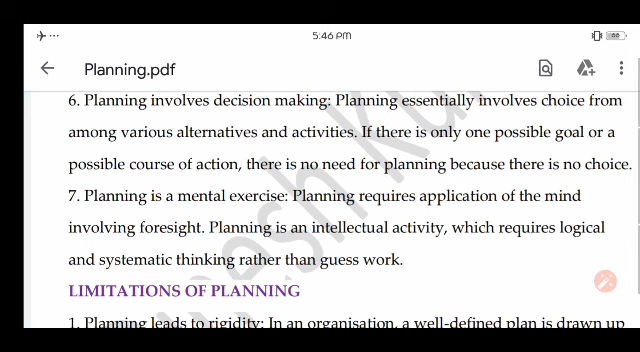 5:46 PM
Planning.pdf
6. Planning involves decision making: Planning essentially involves choice from
among various alternatives and activities. If there is only one possible goal or a
possible course of action, there is no need for planning because there is no choice.
7. Planning is a mental exercise: Planning requires application of the mind
involving foresight. Planning is an intellectual activity, which requires logical
and systematic thinking rather than guess work.
LIMITATIONS OF PLANNING
1. Planning leads to rigidity: In an organisation, a well-defined plan is drawn up